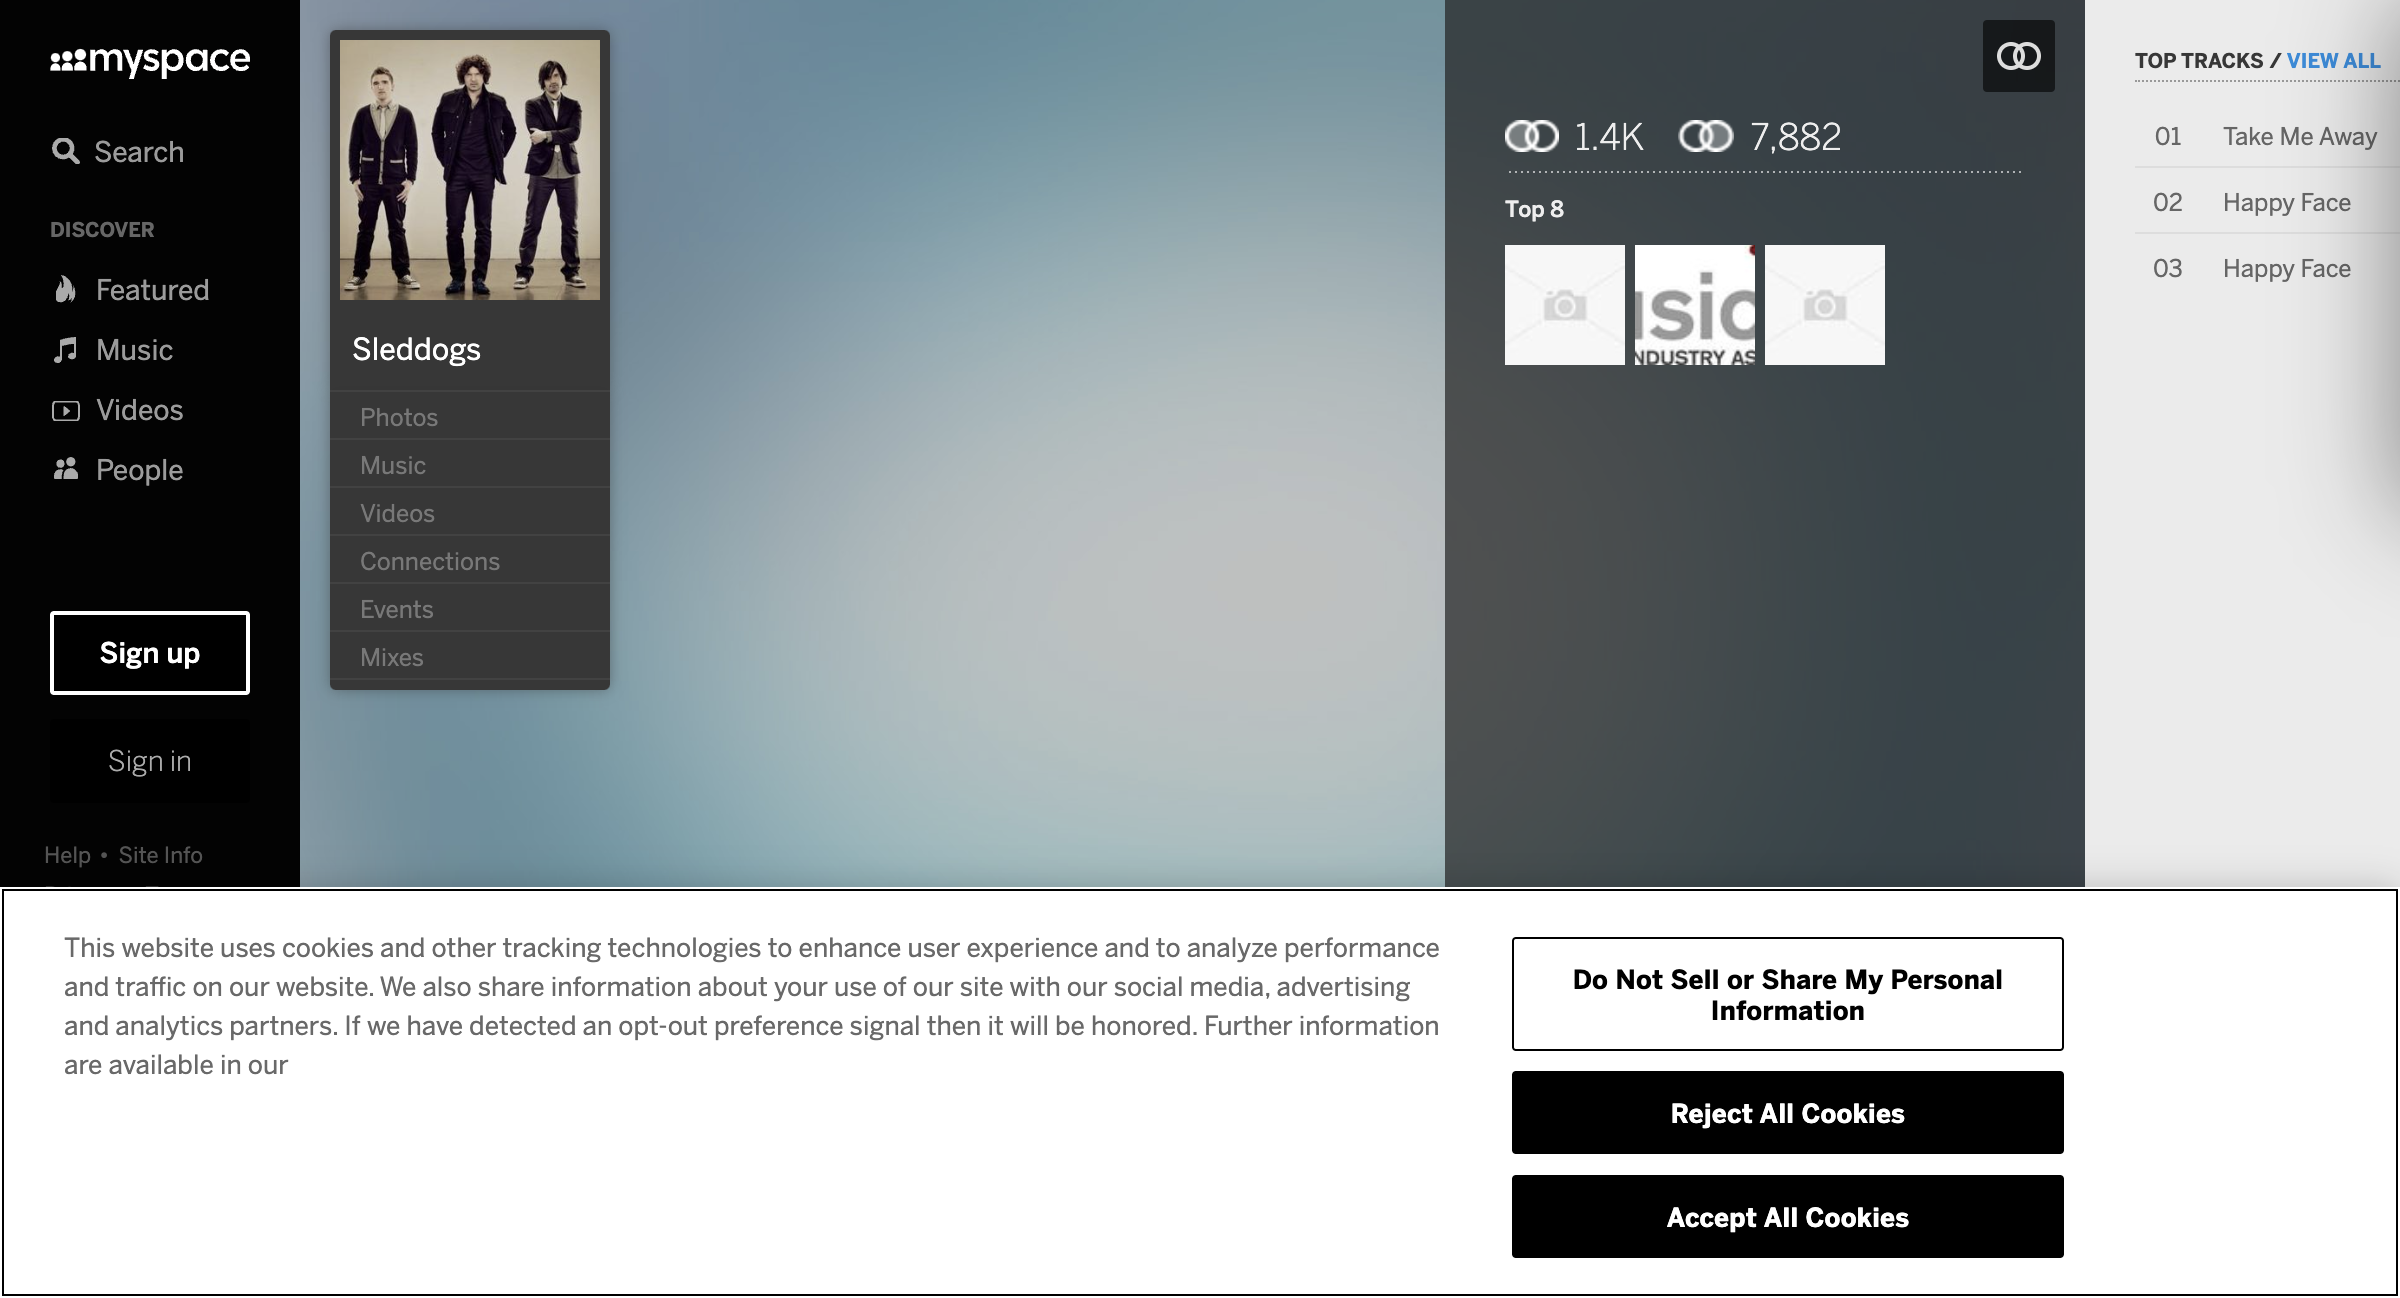 myspace
Search
DISCOVER
Featured
Music
Videos
People
Sign up
Sign in
Help • Site Info
Sleddogs
Photos
Music
Videos
Connections
Events
Mixes
1.4K 7,882
Top 8
usic
INDUSTRY AS
TOP TRACKS / VIEW ALL
01 Take Me Away
02 Happy Face
03 Happy Face
This website uses cookies and other tracking technologies to enhance user experience and to analyze performance
and traffic on our website. We also share information about your use of our site with our social media, advertising
and analytics partners. If we have detected an opt-out preference signal then it will be honored. Further information
are available in our
Do Not Sell or Share My Personal
Information
Reject All Cookies
Accept All Cookies